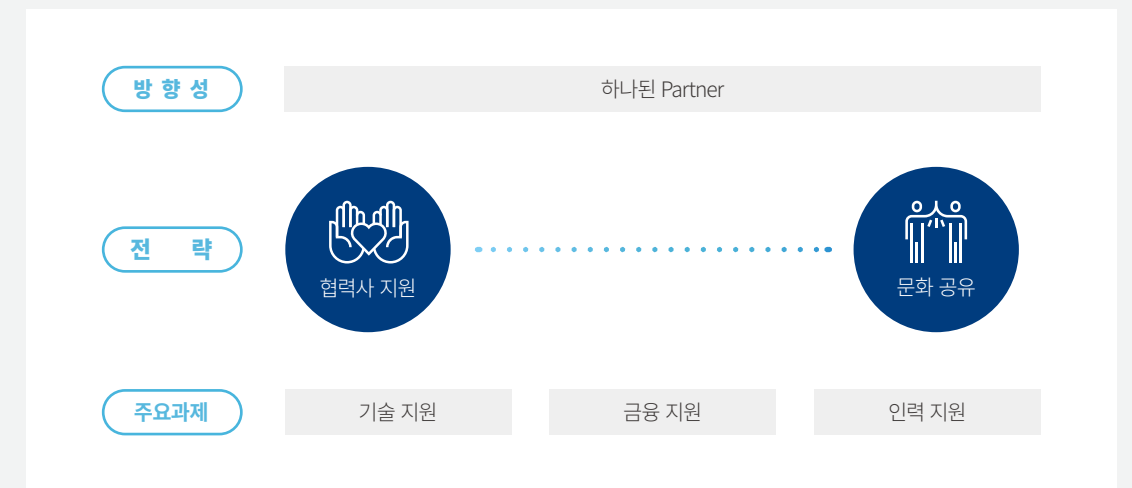 방 향 성
하나된 Partner
전 략
협력사 지원
문화 공유
주요과제
기술 지원
금융 지원
인력 지원